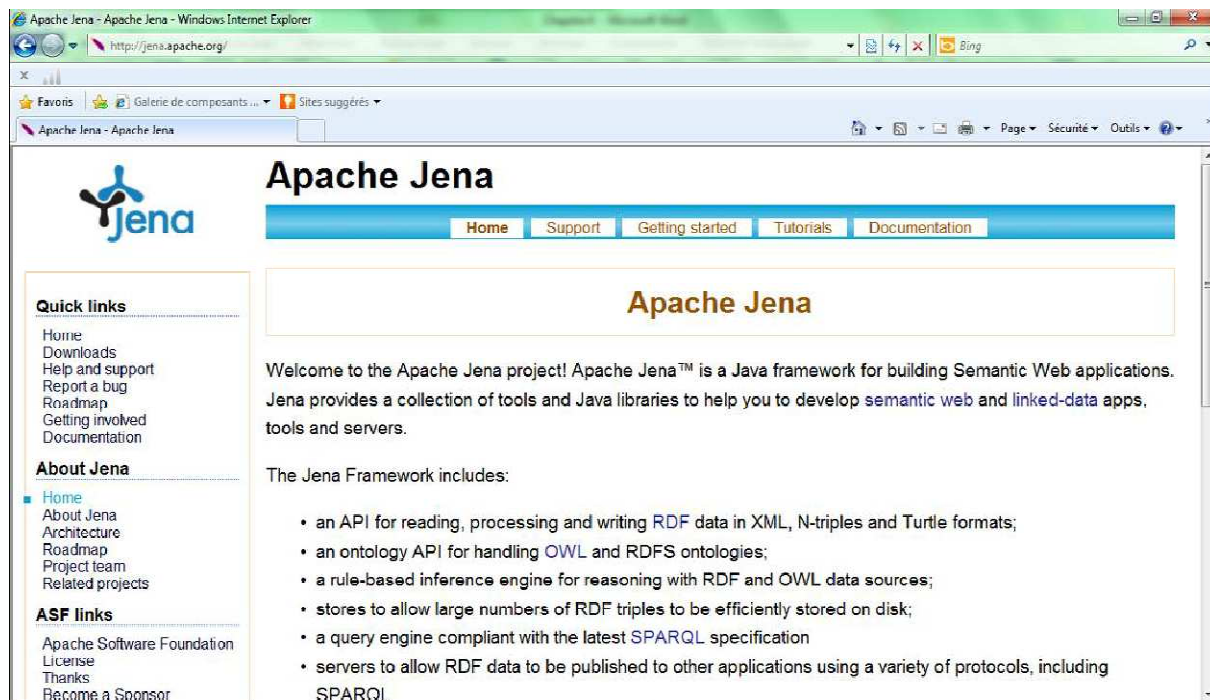 Apache Jena - Apache Jena - Windows Internet Explorer
http://jena.apache.org/
Bing
X
Favoris Galerie de composants ... Sites suggérés
Apache Jena - Apache Jena
Page Sécurité Outils
jena
Apache Jena
Home Support Getting started Tutorials Documentation
Quick links
Home
Downloads
Help and support
Report a bug
Roadmap
Getting involved
Documentation
About Jena
Home
About Jena
Architecture
Roadmap
Project team
Related projects
ASF links
Apache Software Foundation
License
Thanks
Become a Sponsor
Apache Jena
Welcome to the Apache Jena project! Apache Jena™ is a Java framework for building Semantic Web applications.
Jena provides a collection of tools and Java libraries to help you to develop semantic web and linked-data apps,
tools and servers.
The Jena Framework includes:
• an API for reading, processing and writing RDF data in XML, N-triples and Turtle formats;
• an ontology API for handling OWL and RDFS ontologies;
• a rule-based inference engine for reasoning with RDF and OWL data sources;
• stores to allow large numbers of RDF triples to be efficiently stored on disk;
• a query engine compliant with the latest SPARQL specification
• servers to allow RDF data to be published to other applications using a variety of protocols, including
SPARQL